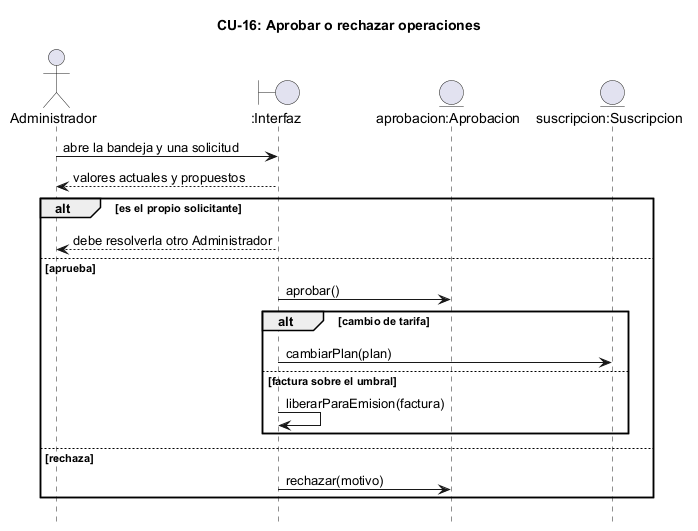 CU-16: Aprobar o rechazar operaciones
Administrador
:Interfaz
aprobacion:Aprobacion
suscripcion:Suscripcion
abre la bandeja y una solicitud
valores actuales y propuestos
alt
[es el propio solicitante]
debe resolverla otro Administrador
[aprueba]
aprobar()
alt
[cambio de tarifa]
cambiarPlan(plan)
[factura sobre el umbral]
liberarParaEmision(factura)
[rechaza]
rechazar(motivo)